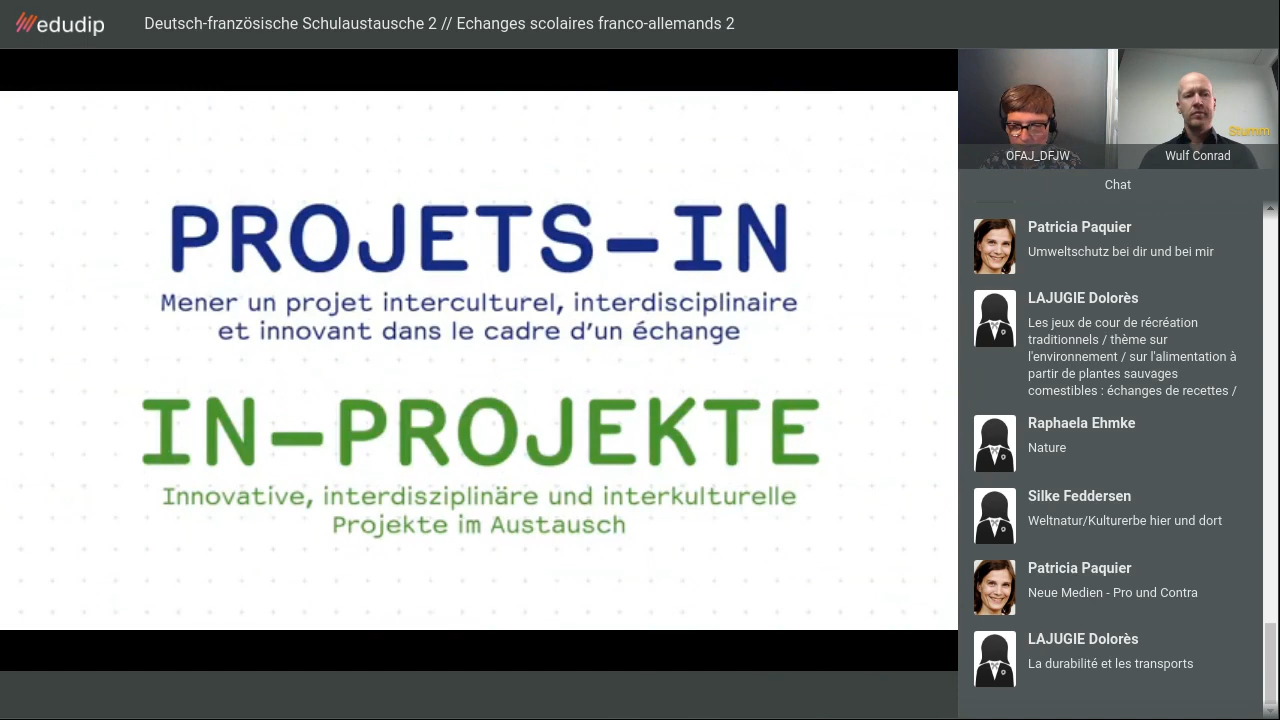 edudip
Deutsch-französische Schulaustausche 2 // Echanges scolaires franco-allemands 2
PROJETS-IN
Mener un projet interculturel, interdisciplinaire
et innovant dans le cadre d'un échange
IN-PROJEKTE
Innovative, interdisziplinäre und interkulturelle
Projekte im Austausch
Stumm
OFAJ_DFJW
Wulf Conrad
Chat
Patricia Paquier
Umweltschutz bei dir und bei mir
LAJUGIE Dolorès
Les jeux de cour de récréation
traditionnels / thème sur
l'environnement / sur l'alimentation à
partir de plantes sauvages
comestibles : échanges de recettes /
Raphaela Ehmke
Nature
Silke Feddersen
Weltnatur/Kulturerbe hier und dort
Patricia Paquier
Neue Medien - Pro und Contra
LAJUGIE Dolorès
La durabilité et les transports